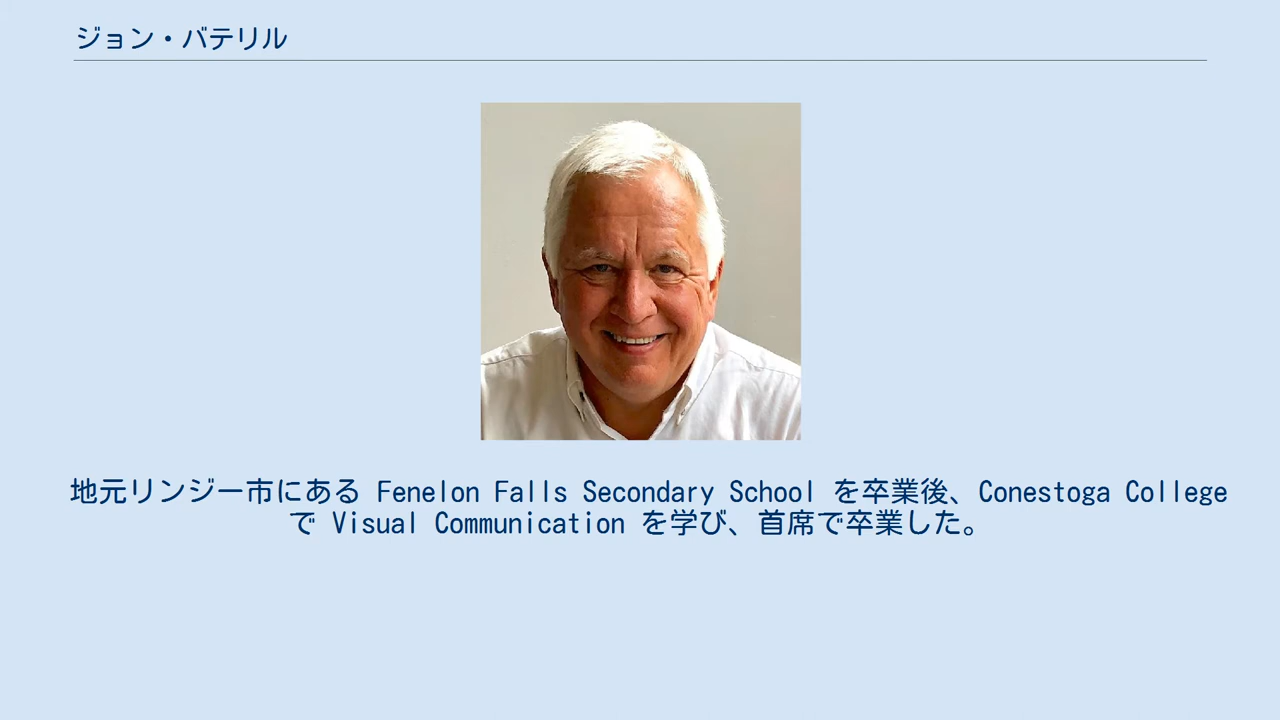 ジョン・バテリル
地元リンジー市にある Fenelon Falls Secondary School を卒業後、Conestoga College
で Visual Communication を学び、首席で卒業した。